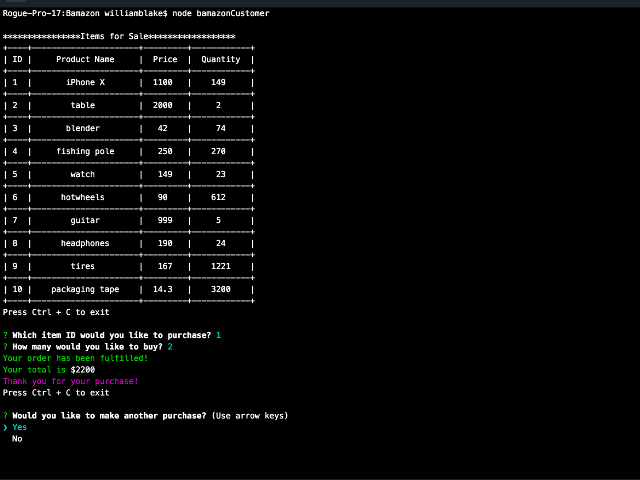 Rogue-Pro-17:Bamazon williamblake$ node bamazonCustomer
****************Items for Sale******************
| ID | Product Name | Price | Quantity |
| 1 | iPhone X | 1100 | 149 |
| 2 | table | 2000 | 2 |
| 3 | blender | 42 | 74 |
| 4 | fishing pole | 250 | 270 |
| 5 | watch | 149 | 23 |
| 6 | hotwheels | 90 | 612 |
| 7 | guitar | 999 | 5 |
| 8 | headphones | 190 | 24 |
| 9 | tires | 167 | 1221 |
| 10 | packaging tape | 14.3 | 3200 |
Press Ctrl + C to exit
? Which item ID would you like to purchase? 1
? How many would you like to buy? 2
Your order has been fulfilled!
Your total is $2200
Thank you for your purchase!
Press Ctrl + C to exit
? Would you like to make another purchase? (Use arrow keys)
❯ Yes
No